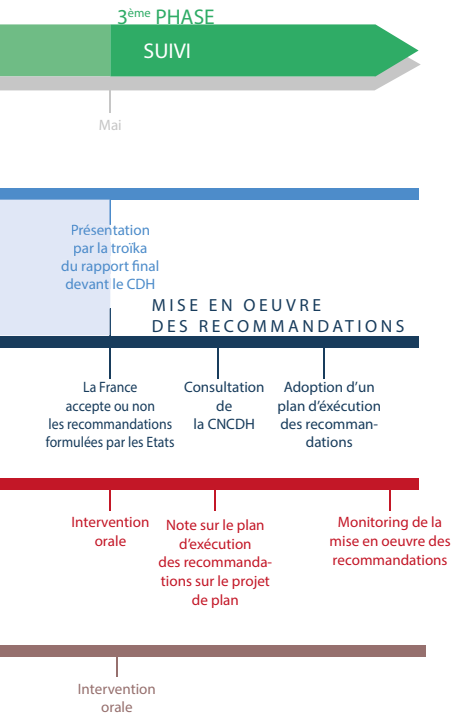 3ème PHASE
SUIVI
Mai
Présentation
par la troïka
du rapport final
devant le CDH
MISE EN OEUVRE
DES RECOMMANDATIONS
La France
accepte ou non
les recommandations
formulées par les Etats
Consultation
de
la CNCDH
Adoption d'un
plan d'éxécution
des recomman-
dations
Intervention
orale
Note sur le plan
d'exécution
des recommanda-
tions sur le projet
de plan
Monitoring de la
mise en oeuvre des
recommandations
Intervention
orale